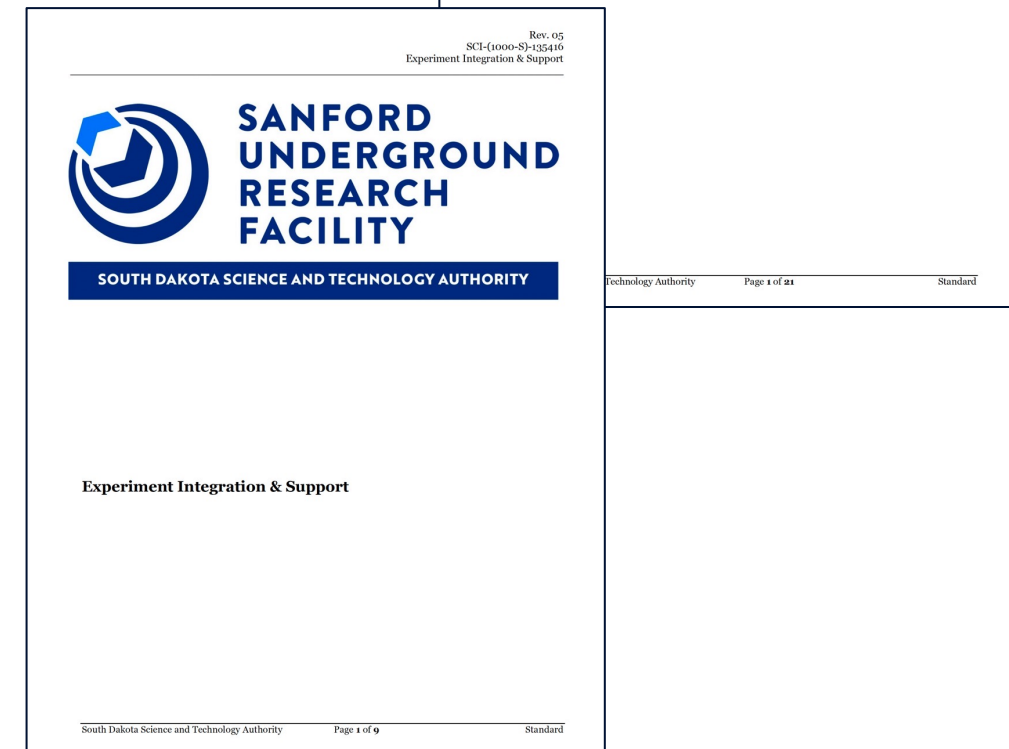 Rev. 05
SCI-(1000-S)-135416
Experiment Integration & Support
SANFORD
UNDERGROUND
RESEARCH
FACILITY
SOUTH DAKOTA SCIENCE AND TECHNOLOGY AUTHORITY
Experiment Integration & Support
South Dakota Science and Technology Authority Page 1 of 9 Standard
Technology Authority Page 1 of 21 Standard